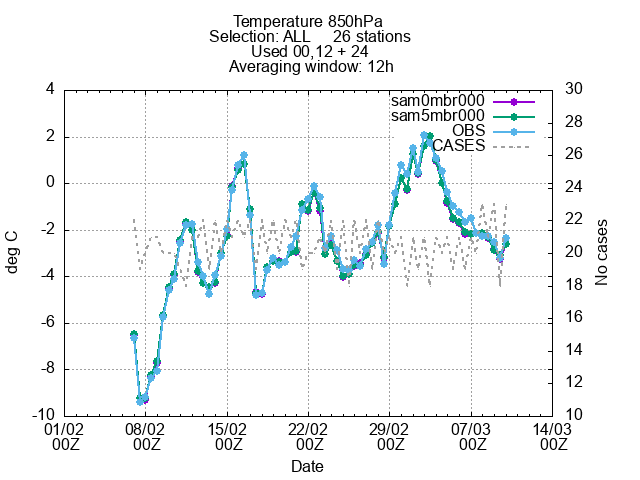 Temperature 850hPa
Selection: ALL 26 stations
Used 00,12 + 24
Averaging window: 12h
sam0mbr000
sam5mbr000
OBS
CASES
4
2
0
-2
-4
-6
-8
-10
deg C
30
28
26
24
22
20
18
16
14
12
10
No cases
01/02 08/02 15/02 22/02 29/02 07/03 14/03
00Z 00Z 00Z 00Z 00Z 00Z 00Z
Date